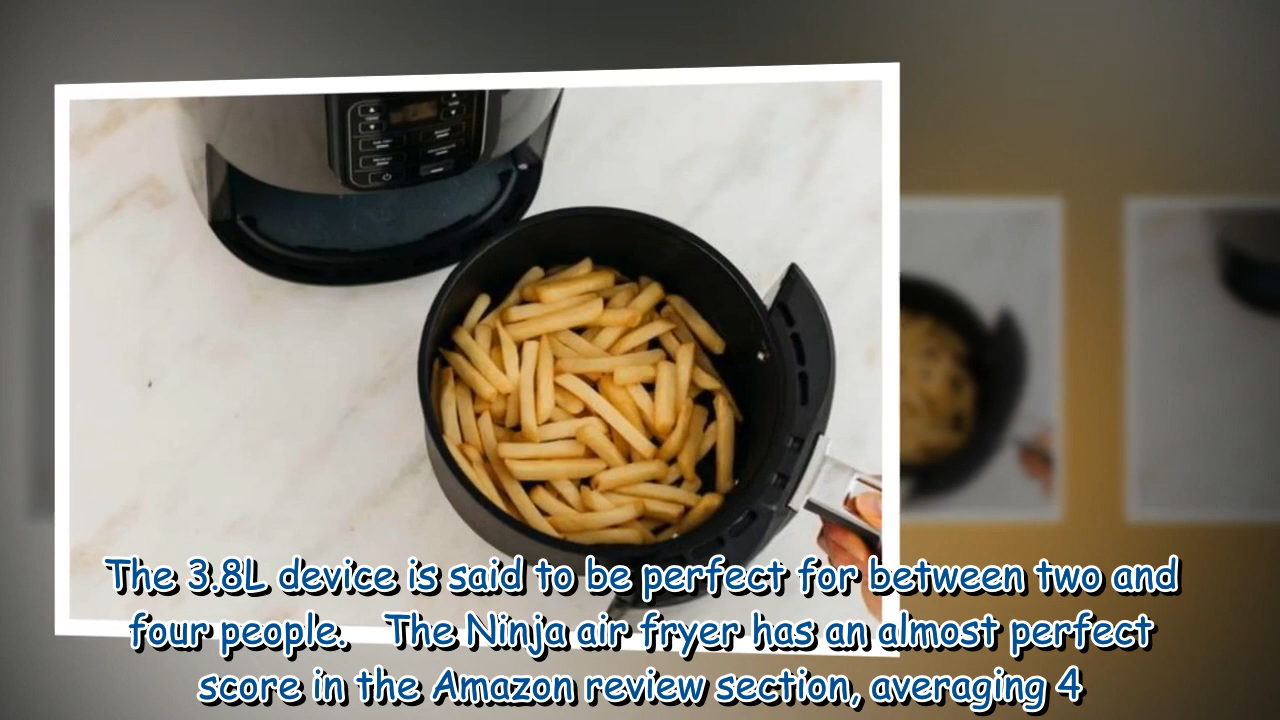 The 3.8L device is said to be perfect for between two and
four people. The Ninja air fryer has an almost perfect
score in the Amazon review section, averaging 4